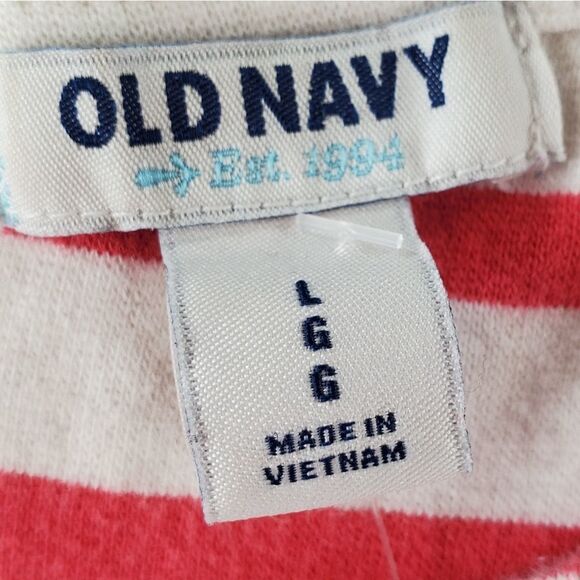 OLD NAVY
Est. 1994
L
G
G
MADE IN
VIETNAM